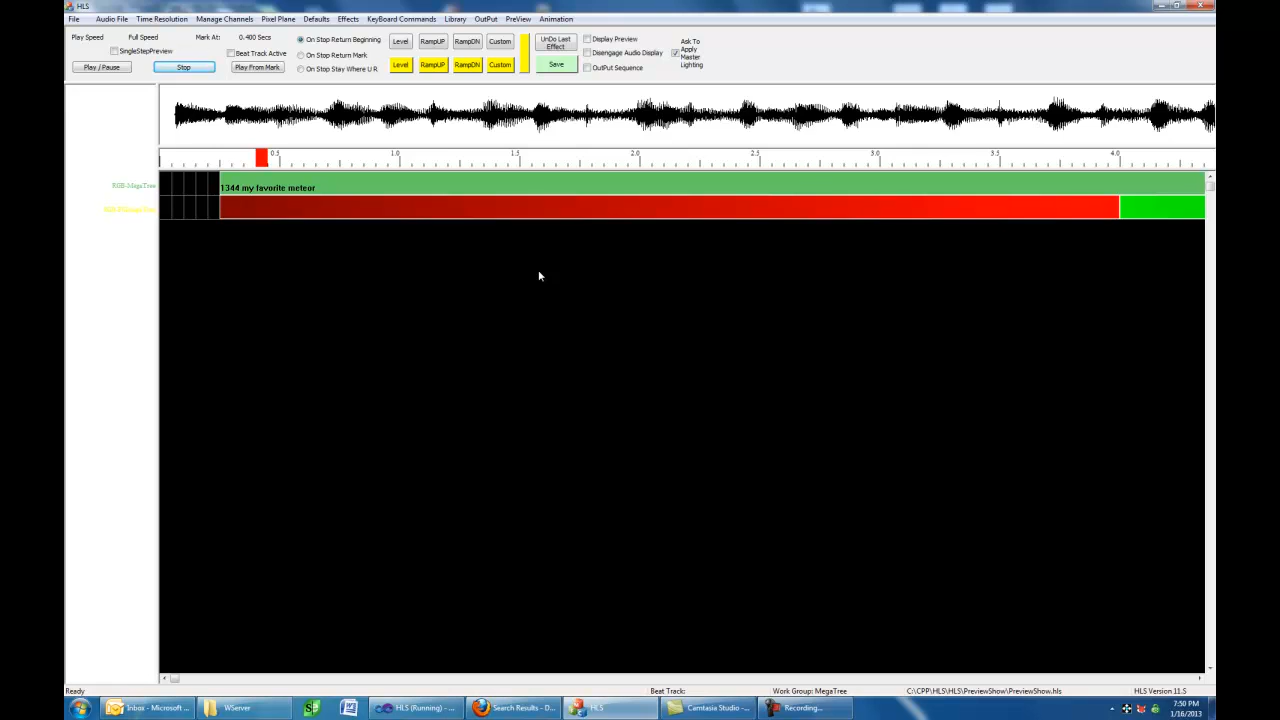 HLS
File Audio File Time Resolution Manage Channels Pixel Plane Defaults Effects KeyBoard Commands Library OutPut PreView Animation
Play Speed Full Speed Mark At: 0.400 Secs On Stop Return Beginning Level RampUP RampDN Custom UnDo Last Effect Display Preview Ask To Apply Master Lighting
SingleStepPreview Beat Track Active On Stop Return Mark Disengage Audio Display
Play / Pause Stop Play From Mark On Stop Stay Where U R Level RampUP RampDN Custom Save OutPut Sequence
0.5 1.0 1.5 2.0 2.5 3.0 3.5 4.0
RGB-MegaTree 1344 my favorite meteor
Ready Beat Track: Work Group: MegaTree C:\CPP\HLS\HLS\PreviewShow\PreviewShow.hls HLS Version 11.S
Inbox - Microsoft ... WServer HLS (Running) - ... Search Results - D... HLS Camtasia Studio -... Recording... 7:50 PM
1/16/2013